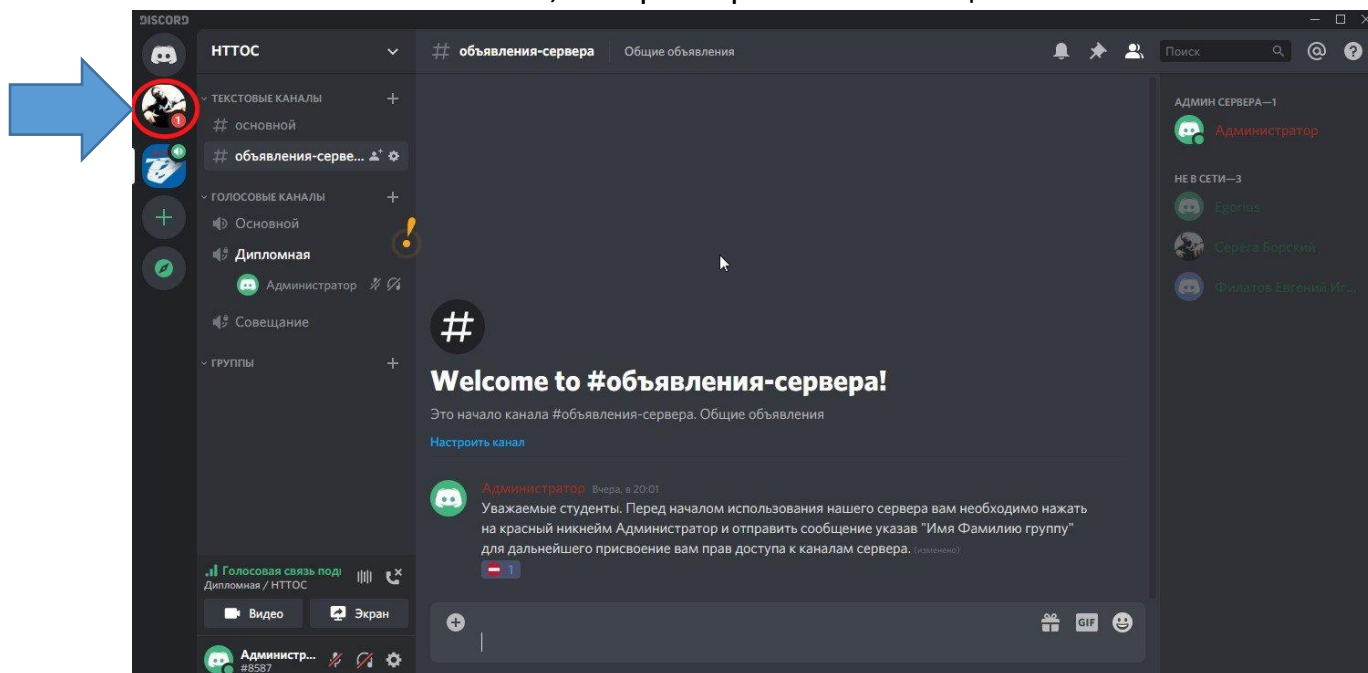 DISCORD
НТТОС
объявления-сервера Общие объявления
Поиск
1
ТЕКСТОВЫЕ КАНАЛЫ
основной
объявления-серве...
ГОЛОСОВЫЕ КАНАЛЫ
Основной
Дипломная
Администратор
Совещание
ГРУППЫ
Welcome to #объявления-сервера!
Это начало канала #объявления-сервера. Общие объявления
Настроить канал
Администратор Вчера, в 20:01
Уважаемые студенты. Перед началом использования нашего сервера вам необходимо нажать
на красный никнейм Администратор и отправить сообщение указав "Имя Фамилию группу"
для дальнейшего присвоение вам прав доступа к каналам сервера. (изменено)
1
GIF
АДМИН СЕРВЕРА—1
Администратор
НЕ В СЕТИ—3
Egorius
Серега Борский
Филатов Евгений Иг...
Голосовая связь под
Дипломная / НТТОС
Видео Экран
Администр...
#8587